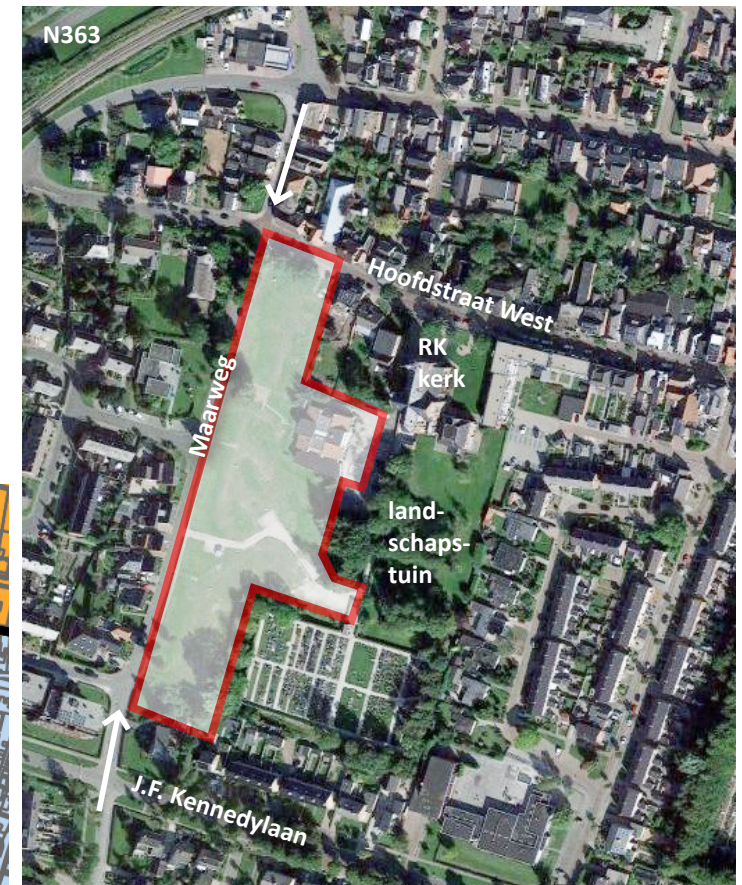 N363
Hoofdstraat West
RK
kerk
Maarweg
land-
schaps-
tuin
J.F. Kennedylaan